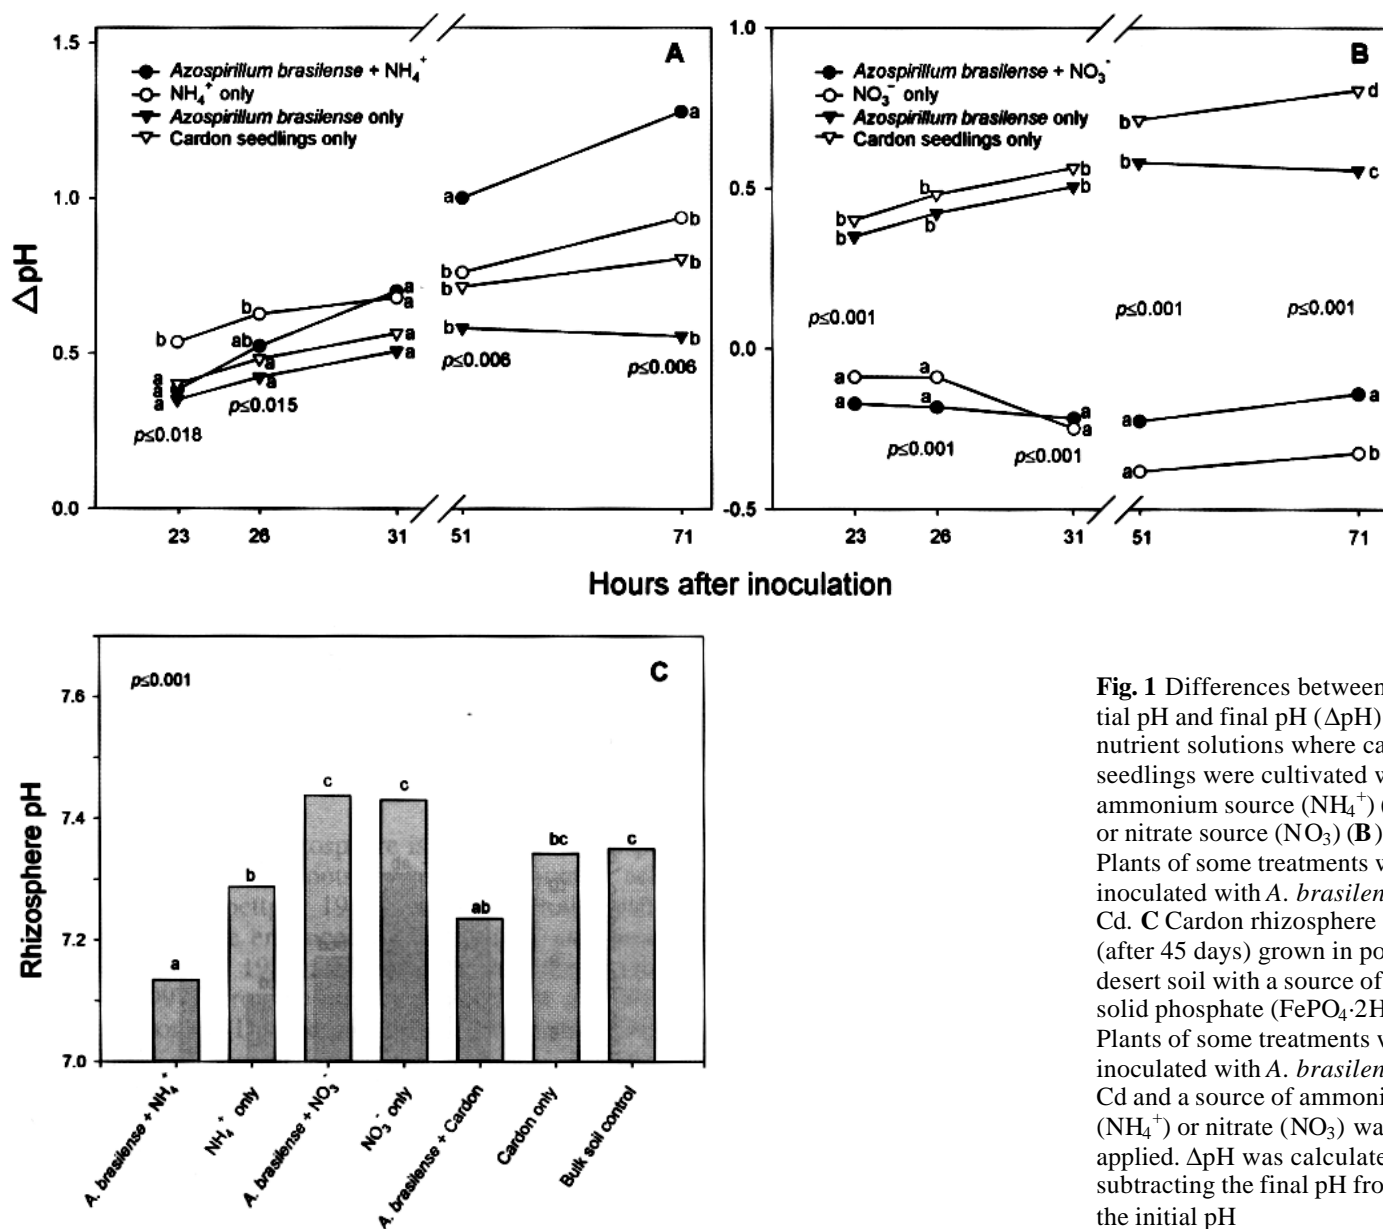 1.5
1.0
0.5
0.0
ΔpH
A
Azospirillum brasilense + NH4+
NH4+ only
Azospirillum brasilense only
Cardon seedlings only
a
a
a
b
b
ab
a
a
b
b
b
b
b
b
a
a
a
a
a
a
a
a
p≤0.018
p≤0.015
p≤0.006
p≤0.006
23 26 31 51 71
1.0
0.5
0.0
-0.5
B
Azospirillum brasilense + NO3-
NO3- only
Azospirillum brasilense only
Cardon seedlings only
b
b
b
b
d
b
b
b
b
c
p≤0.001
p≤0.001
p≤0.001
a
a
a
a
a
a
a
a
a
b
p≤0.001
p≤0.001
23 26 31 51 71
Hours after inoculation
7.6
7.4
7.2
7.0
Rhizosphere pH
p≤0.001
C
a
b
c
c
ab
bc
c
A. brasilense + NH4+
NH4+ only
A. brasilense + NO3-
NO3- only
A. brasilense + Cardon
Cardon only
Bulk soil control
Fig. 1 Differences between
tial pH and final pH (ΔpH)
nutrient solutions where ca
seedlings were cultivated w
ammonium source (NH4+) (
or nitrate source (NO3) (B)
Plants of some treatments w
inoculated with A. brasilen
Cd. C Cardon rhizosphere
(after 45 days) grown in po
desert soil with a source of
solid phosphate (FePO4·2H
Plants of some treatments w
inoculated with A. brasilen
Cd and a source of ammoni
(NH4+) or nitrate (NO3) wa
applied. ΔpH was calculate
subtracting the final pH fro
the initial pH